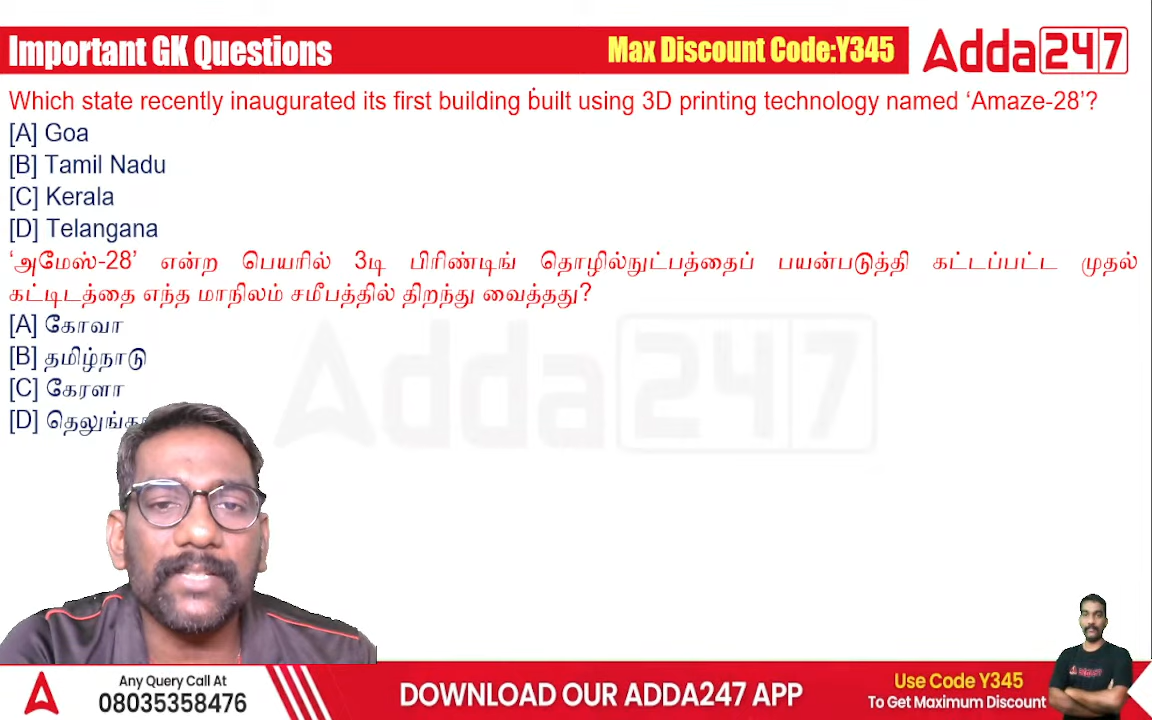 Important GK Questions
Max Discount Code:Y345
Adda247
Which state recently inaugurated its first building built using 3D printing technology named ‘Amaze-28’?
[A] Goa
[B] Tamil Nadu
[C] Kerala
[D] Telangana
‘அமேஸ்-28’ என்ற பெயரில் 3டி பிரிண்டிங் தொழில்நுட்பத்தைப் பயன்படுத்தி கட்டப்பட்ட முதல்
கட்டிடத்தை எந்த மாநிலம் சமீபத்தில் திறந்து வைத்தது?
[A] கோவா
[B] தமிழ்நாடு
[C] கேரளா
[D]
Adda247
Any Query Call At
08035358476
DOWNLOAD OUR ADDA247 APP
Use Code Y345
To Get Maximum Discount